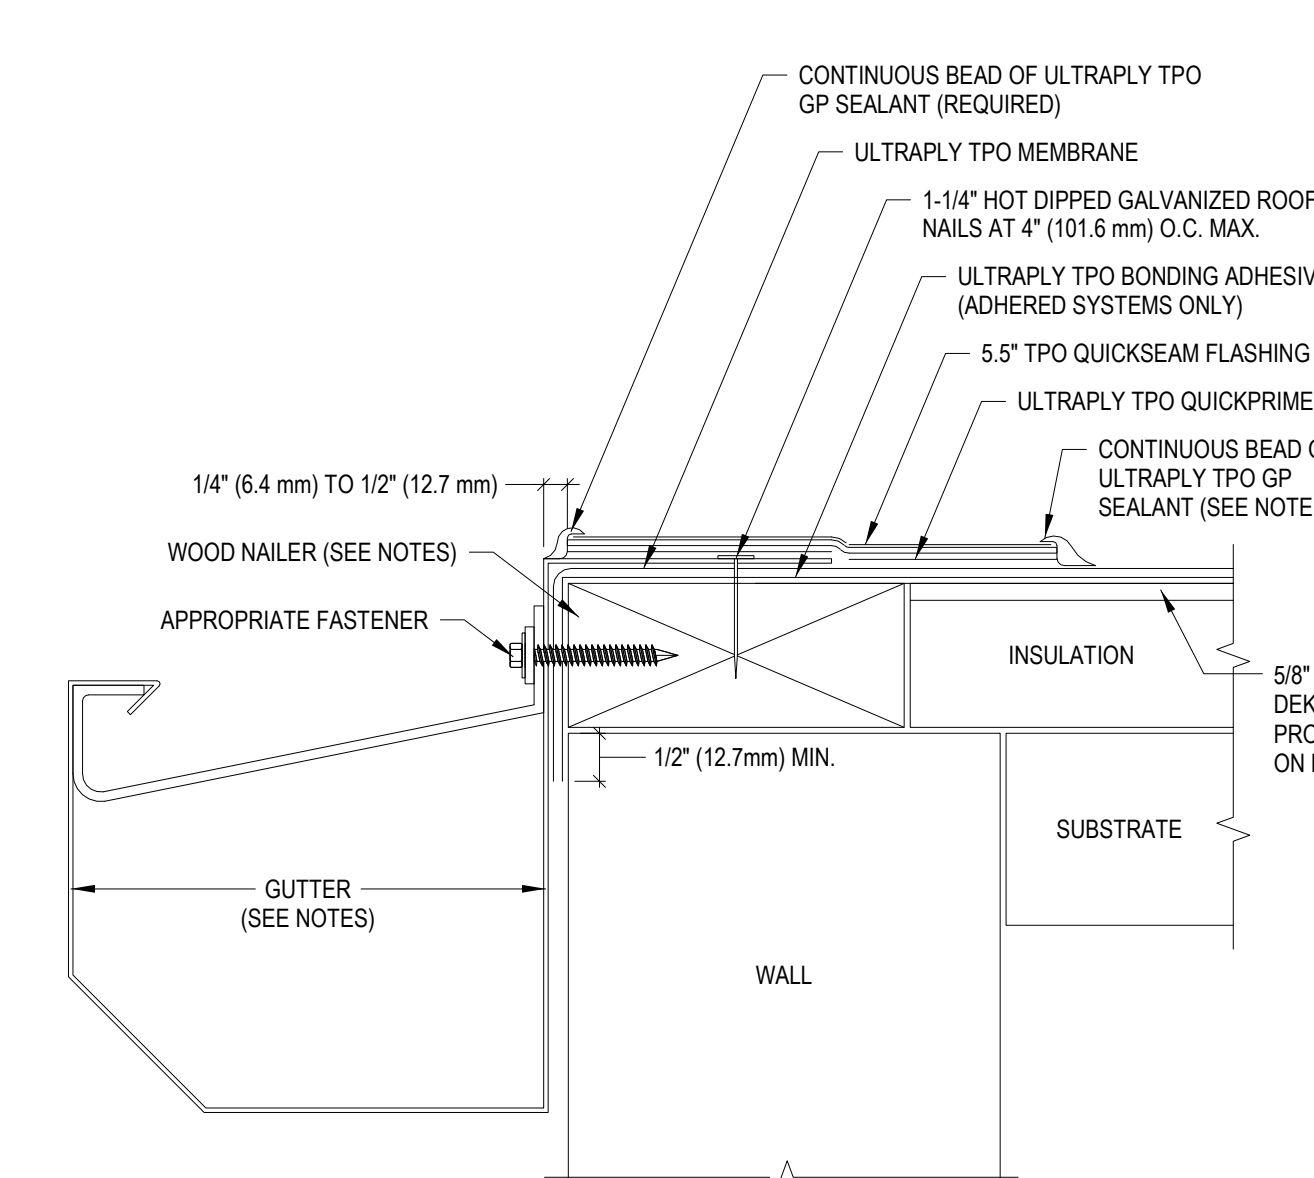 CONTINUOUS BEAD OF ULTRAPLY TPO
GP SEALANT (REQUIRED)
ULTRAPLY TPO MEMBRANE
1-1/4" HOT DIPPED GALVANIZED ROOF
NAILS AT 4" (101.6 mm) O.C. MAX.
ULTRAPLY TPO BONDING ADHESIV
(ADHERED SYSTEMS ONLY)
5.5" TPO QUICKSEAM FLASHING
ULTRAPLY TPO QUICKPRIME
CONTINUOUS BEAD
ULTRAPLY TPO GP
SEALANT (SEE NOTE
1/4" (6.4 mm) TO 1/2" (12.7 mm)
WOOD NAILER (SEE NOTES)
APPROPRIATE FASTENER
INSULATION
5/8"
DEK
PRO
ON
1/2" (12.7mm) MIN.
SUBSTRATE
GUTTER
(SEE NOTES)
WALL